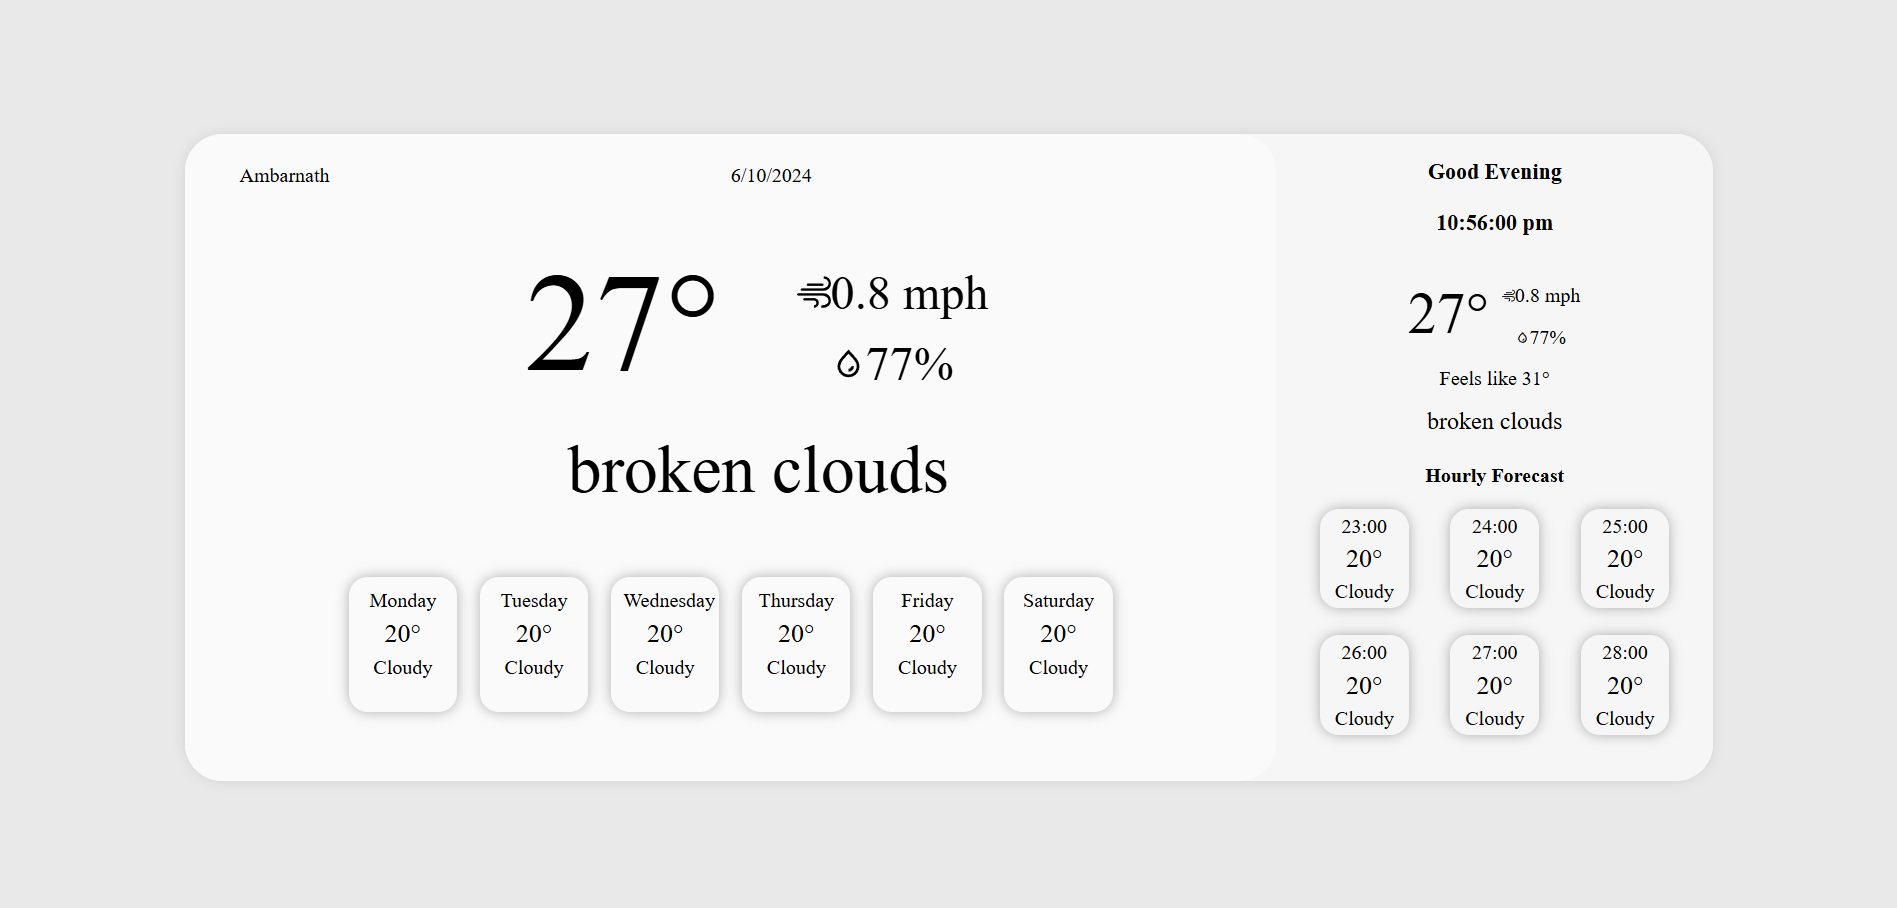 Ambarnath
6/10/2024
27°
0.8 mph
77%
broken clouds
Monday
20°
Cloudy
Tuesday
20°
Cloudy
Wednesday
20°
Cloudy
Thursday
20°
Cloudy
Friday
20°
Cloudy
Saturday
20°
Cloudy
Good Evening
10:56:00 pm
27°
0.8 mph
77%
Feels like 31°
broken clouds
Hourly Forecast
23:00
20°
Cloudy
24:00
20°
Cloudy
25:00
20°
Cloudy
26:00
20°
Cloudy
27:00
20°
Cloudy
28:00
20°
Cloudy